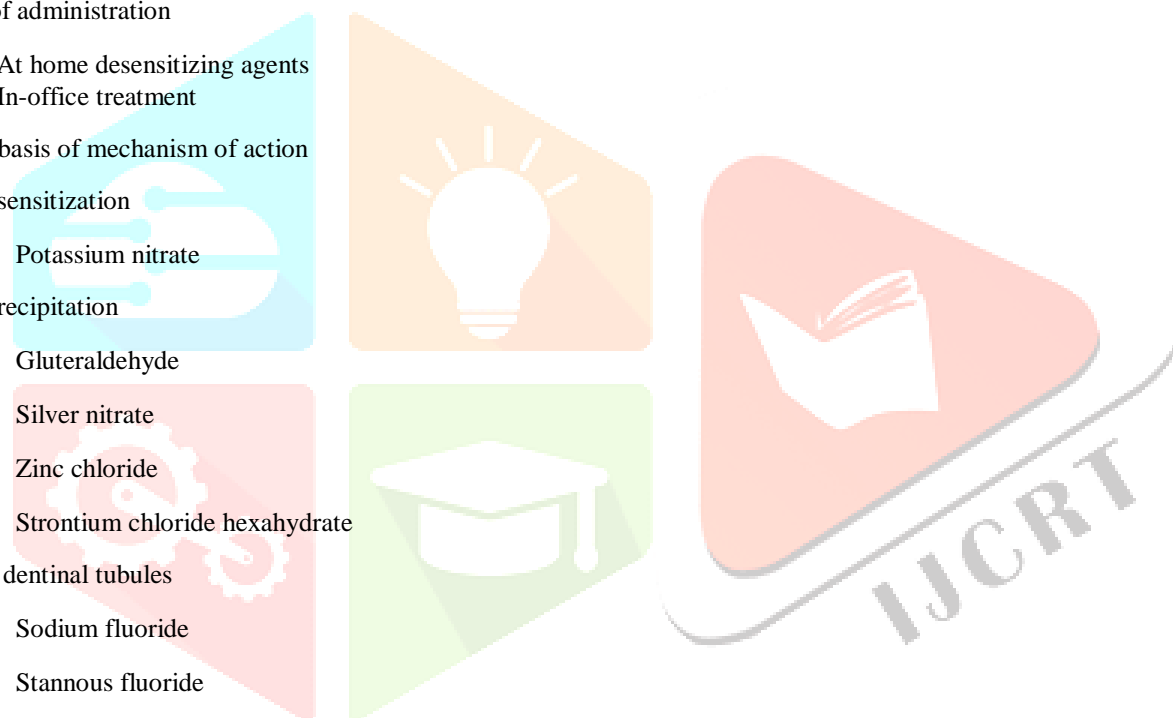 of administration
At home desensitizing agents
In-office treatment
basis of mechanism of action
sensitization
Potassium nitrate
recipitation
Gluteraldehyde
Silver nitrate
Zinc chloride
Strontium chloride hexahydrate
dentinal tubules
Sodium fluoride
Stannous fluoride
IJCRT